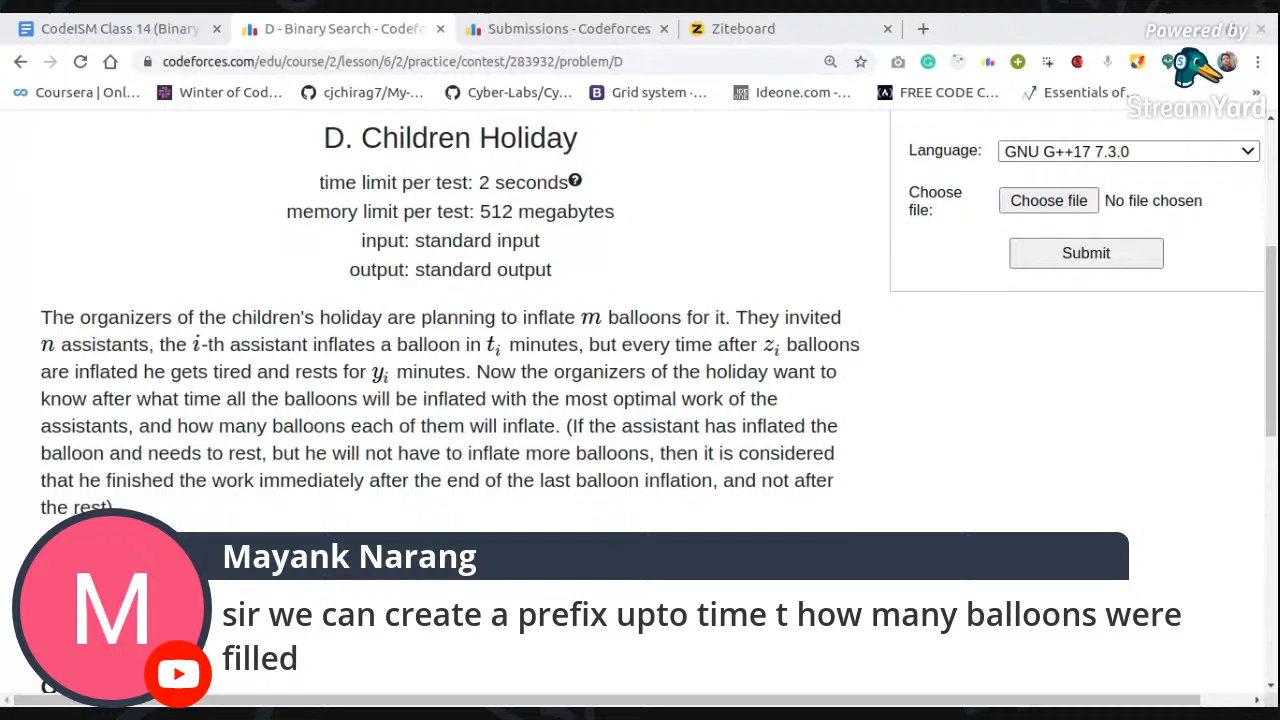 CodeISM Class 14 (Binary
D - Binary Search - Codefo
Submissions - Codeforces
Ziteboard
Powered by
codeforces.com/edu/course/2/lesson/6/2/practice/contest/283932/problem/D
Coursera | Onl...
Winter of Cod...
cjchirag7/My-...
Cyber-Labs/Cy...
Grid system ·...
Ideone.com -...
FREE CODE C...
Essentials of...
StreamYard
D. Children Holiday
time limit per test: 2 seconds
memory limit per test: 512 megabytes
input: standard input
output: standard output
Language:
GNU G++17 7.3.0
Choose
file:
Choose file
No file chosen
Submit
The organizers of the children's holiday are planning to inflate m balloons for it. They invited
n assistants, the i-th assistant inflates a balloon in t_i minutes, but every time after z_i balloons
are inflated he gets tired and rests for y_i minutes. Now the organizers of the holiday want to
know after what time all the balloons will be inflated with the most optimal work of the
assistants, and how many balloons each of them will inflate. (If the assistant has inflated the
balloon and needs to rest, but he will not have to inflate more balloons, then it is considered
that he finished the work immediately after the end of the last balloon inflation, and not after
the rest)
M
Mayank Narang
sir we can create a prefix upto time t how many balloons were
filled